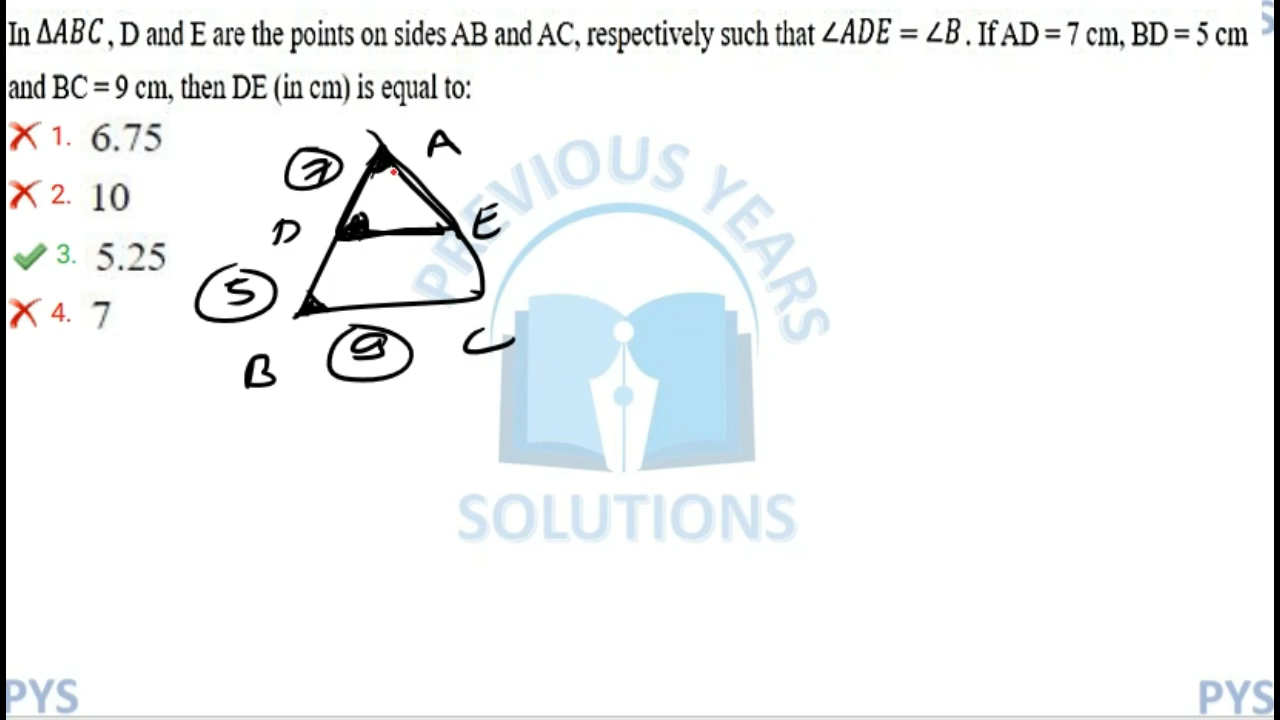 In ΔABC, D and E are the points on sides AB and AC, respectively such that ∠ADE = ∠B. If AD = 7 cm, BD = 5 cm
and BC = 9 cm, then DE (in cm) is equal to:
1. 6.75
2. 10
3. 5.25
4. 7
A
7
D
E
5
B
9
C
PREVIOUS YEARS
SOLUTIONS
PYS
PYS